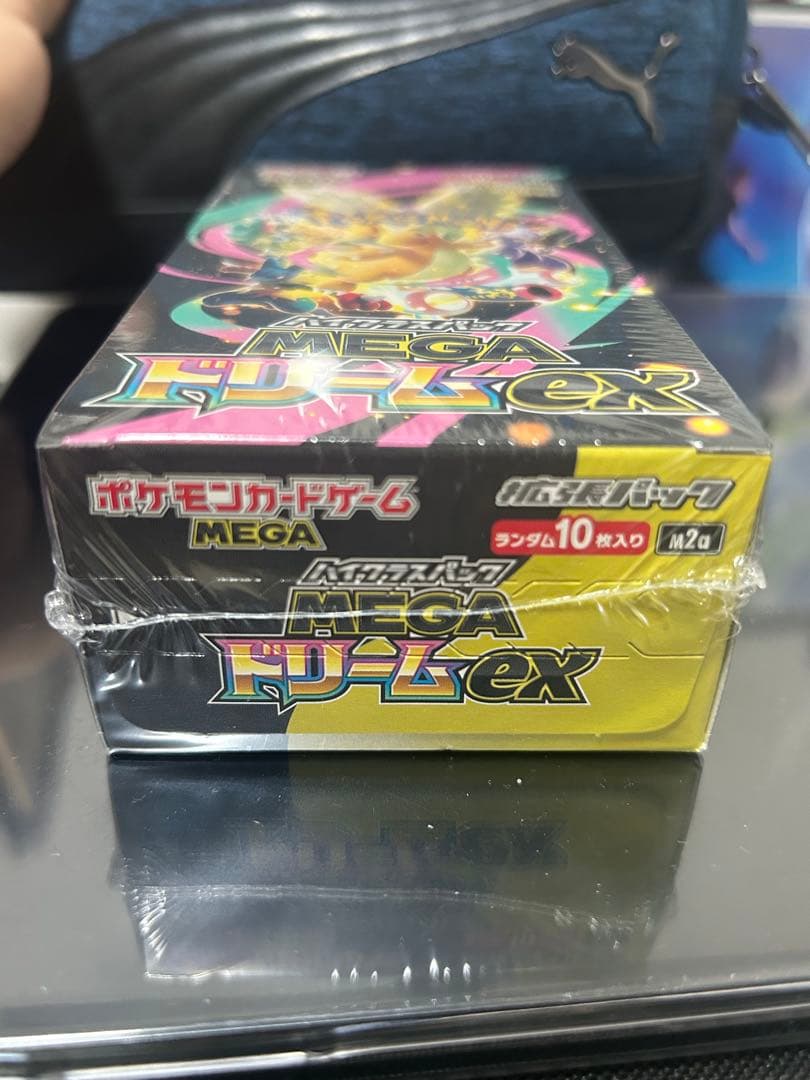 ハイクラスパック
MEGA
ドリームex
ポケモンカードゲーム
MEGA
拡張パック
ランダム10枚入り
M2a
ハイクラスパック
MEGA
ドリームex